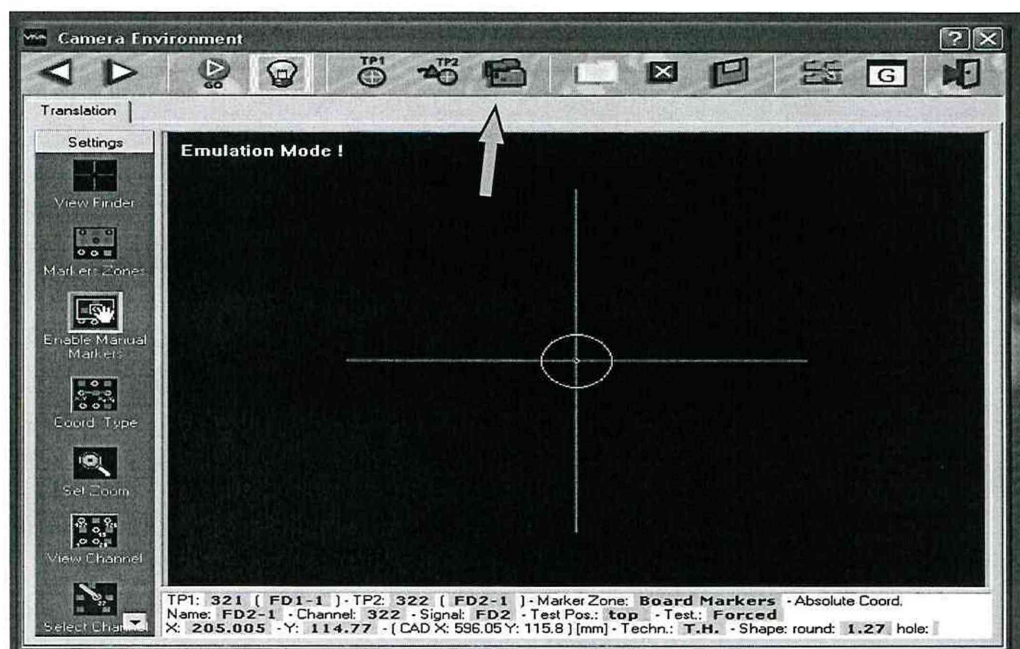 VIVA Camera Environment
GO TP1 TP2 G
Translation
Settings
Emulation Mode !
View Finder
Markers Zones
Enable Manual
Markers
Coord. Type
Set Zoom
View Channel
Select Chan
TP1: 321 ( FD1-1 ) - TP2: 322 ( FD2-1 ) - Marker Zone: Board Markers - Absolute Coord.
Name: FD2-1 - Channel: 322 - Signal: FD2 - Test Pos.: top - Test.: Forced
X: 205.005 - Y: 114.77 - ( CAD X: 596.05 Y: 115.8 ) [mm] - Techn.: T.H. - Shape: round: 1.27 hole: